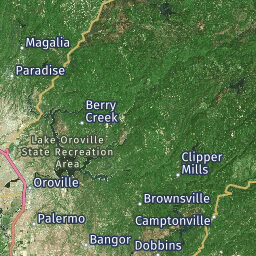 Magalia
Paradise
Berry
Creek
Lake Oroville
State Recreation
Area
Clipper
Mills
Oroville
Brownsville
Palermo
Camptonville
Bangor
Dobbins